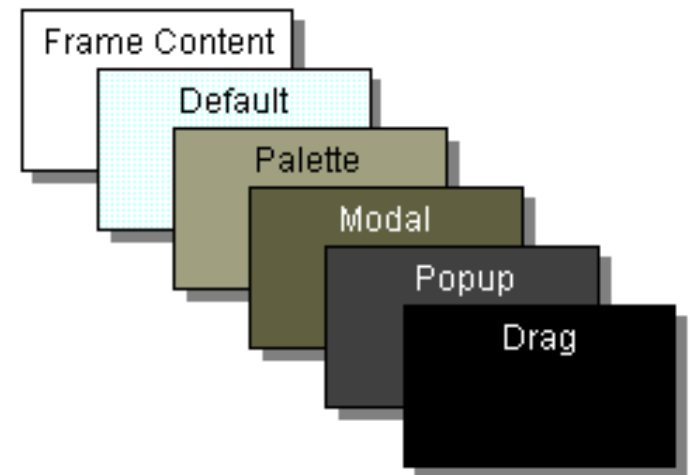 Frame Content
Default
Palette
Modal
Popup
Drag